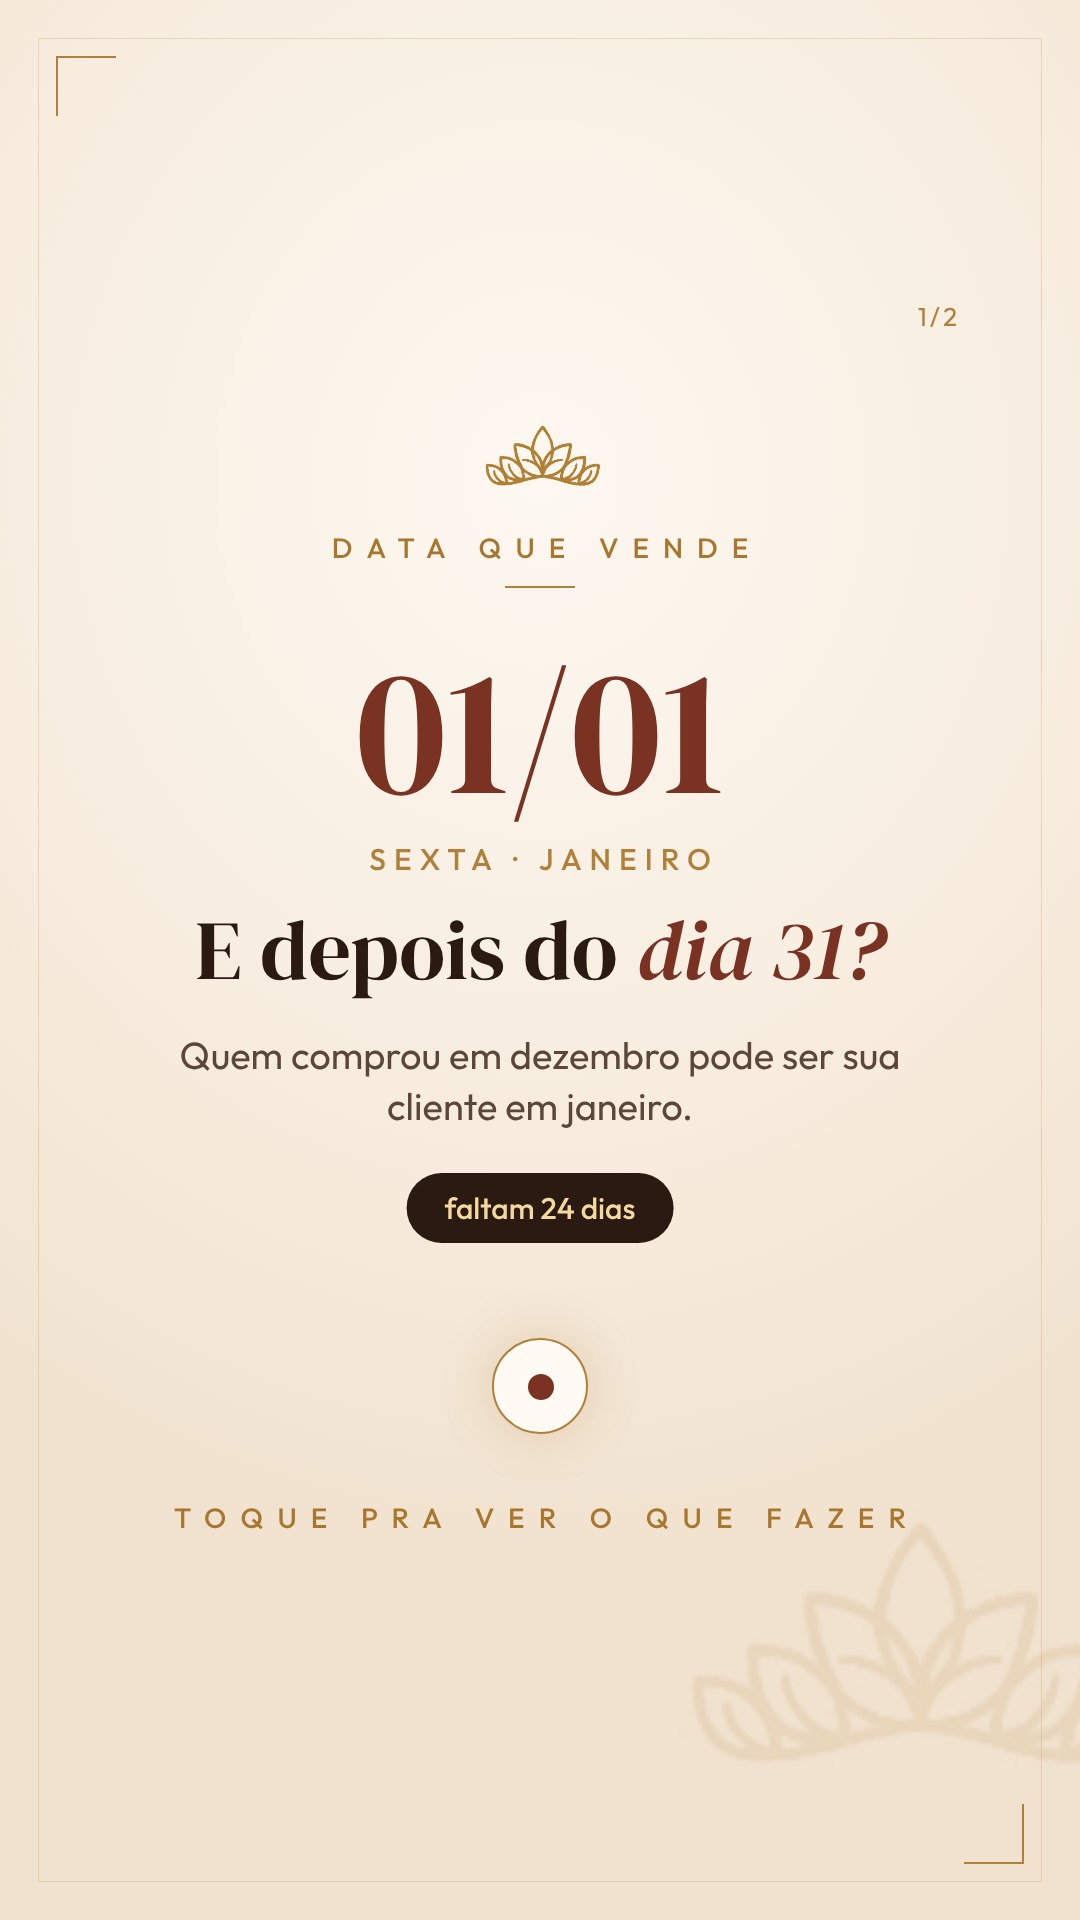 1/2
DATA QUE VENDE
01/01
SEXTA · JANEIRO
E depois do dia 31?
Quem comprou em dezembro pode ser sua
cliente em janeiro.
faltam 24 dias
TOQUE PRA VER O QUE FAZER